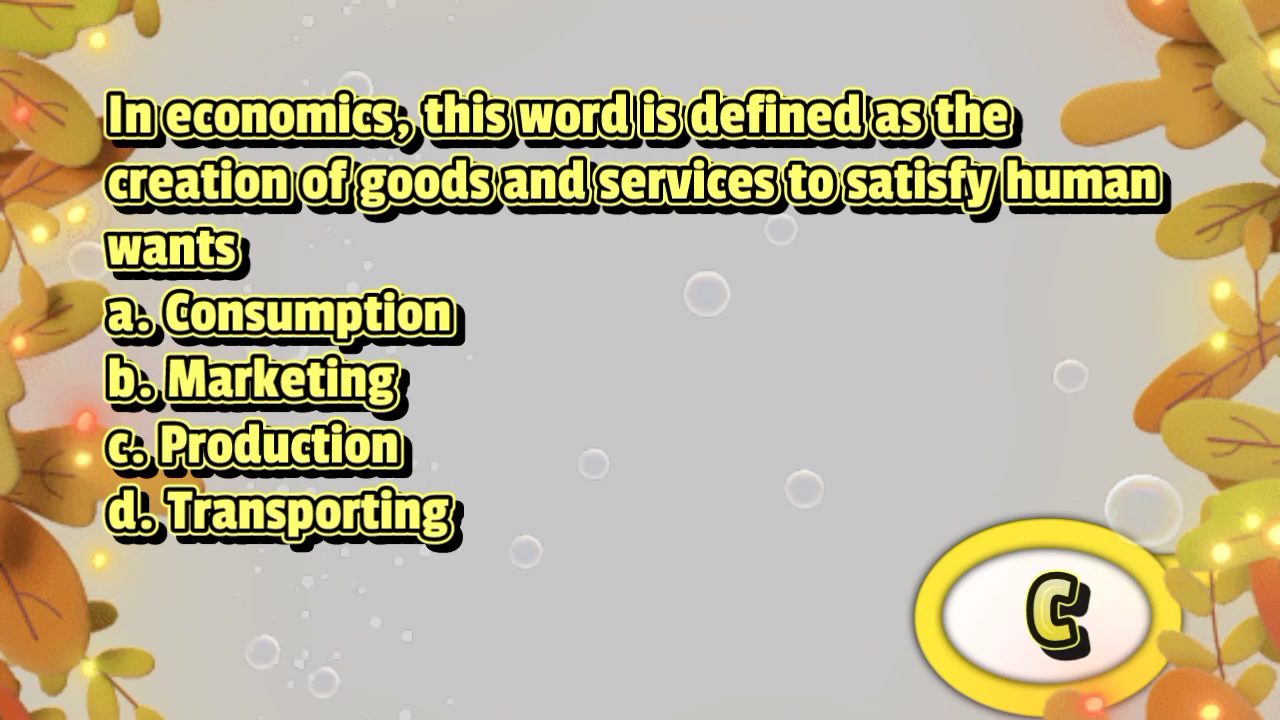 In economics, this word is defined as the
creation of goods and services to satisfy human
wants
a. Consumption
b. Marketing
c. Production
d. Transporting
C